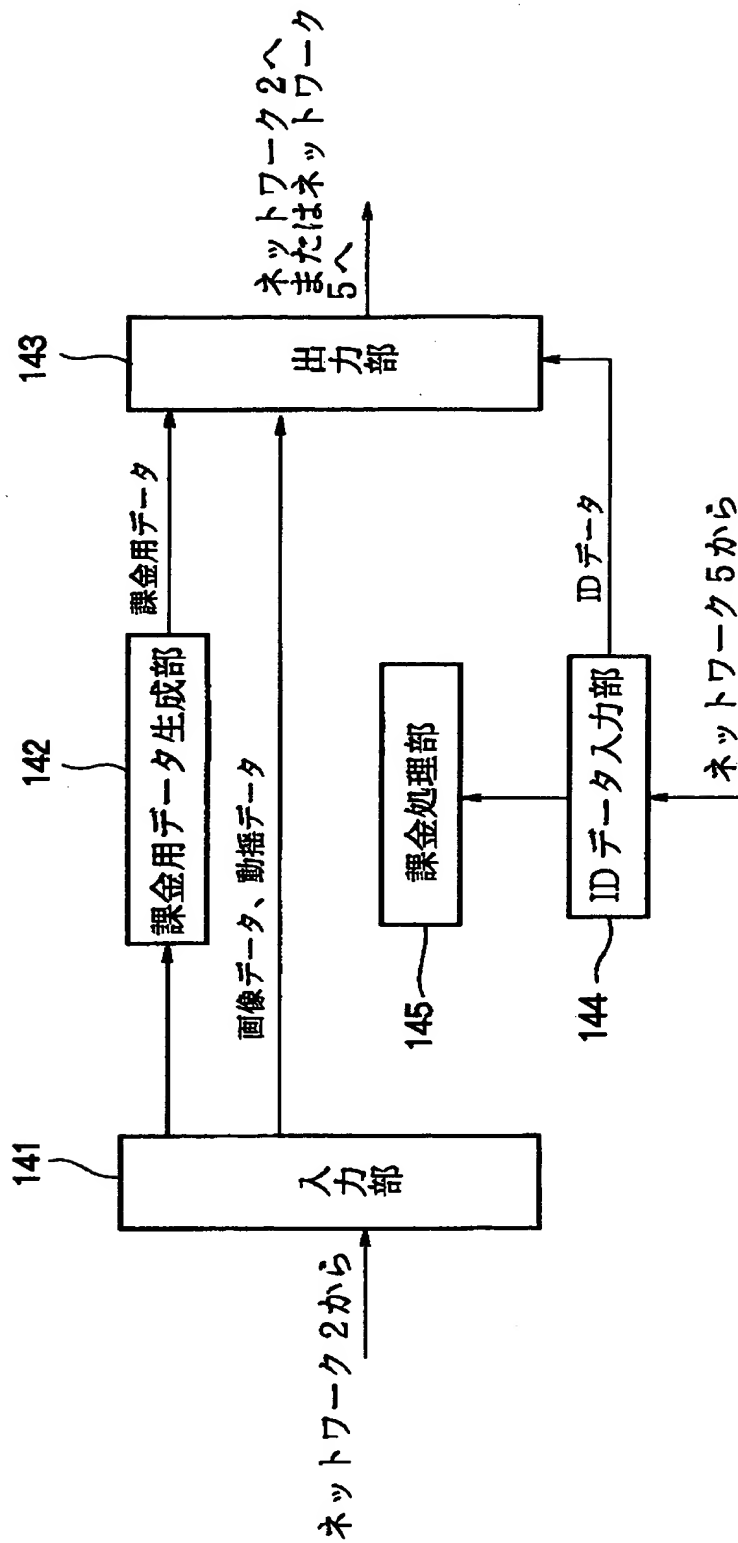 ネットワーク2から
141
入力部
142
課金用データ生成部
課金用データ
画像データ、動揺データ
143
出力部
ネットワーク2へ
またはネットワーク
5へ
145
課金処理部
144
IDデータ入力部
IDデータ
ネットワーク5から